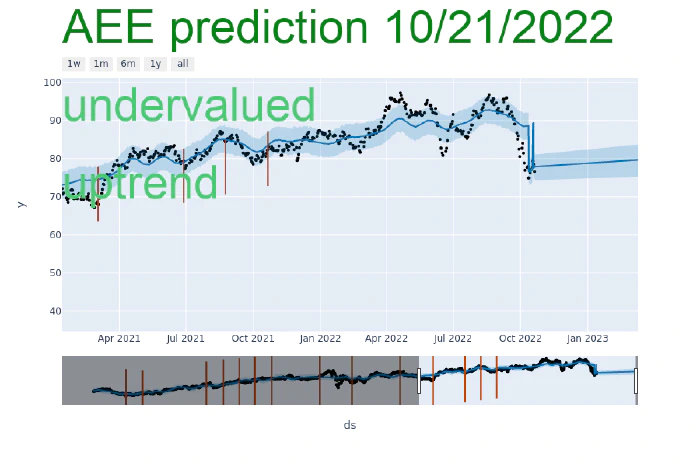 AEE prediction 10/21/2022
1w 1m 6m 1y all
100
undervalued
90
80
uptrend
70
y
60
50
40
Apr 2021 Jul 2021 Oct 2021 Jan 2022 Apr 2022 Jul 2022 Oct 2022 Jan 2023
ds